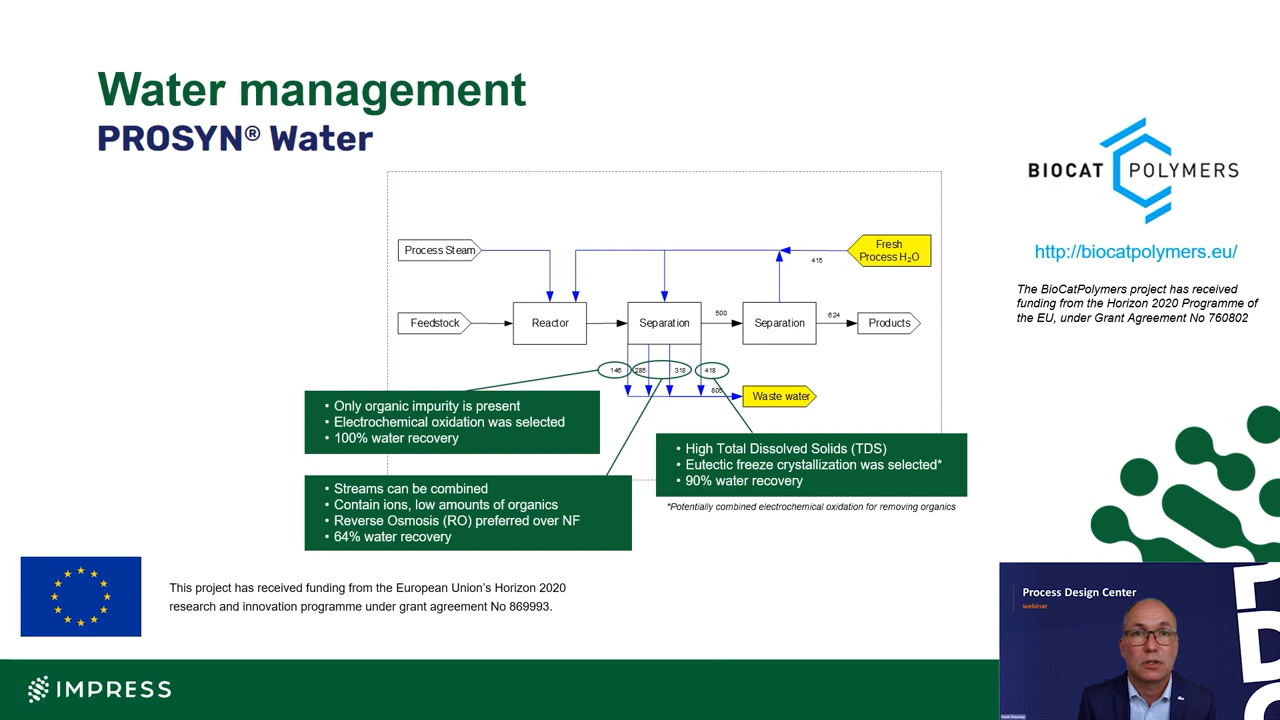 Water management
PROSYN® Water
BIOCAT POLYMERS
http://biocatpolymers.eu/
The BioCatPolymers project has received
funding from the Horizon 2020 Programme of
the EU, under Grant Agreement No 760802
Process Steam
Fresh
Process H₂O
415
Feedstock
Reactor
Separation
500
Separation
624
Products
146
285
318
418
805
Waste water
• Only organic impurity is present
• Electrochemical oxidation was selected
• 100% water recovery
• High Total Dissolved Solids (TDS)
• Eutectic freeze crystallization was selected*
• 90% water recovery
*Potentially combined electrochemical oxidation for removing organics
• Streams can be combined
• Contain ions, low amounts of organics
• Reverse Osmosis (RO) preferred over NF
• 64% water recovery
This project has received funding from the European Union’s Horizon 2020
research and innovation programme under grant agreement No 869993.
Process Design Center
webinar
IMPRESS